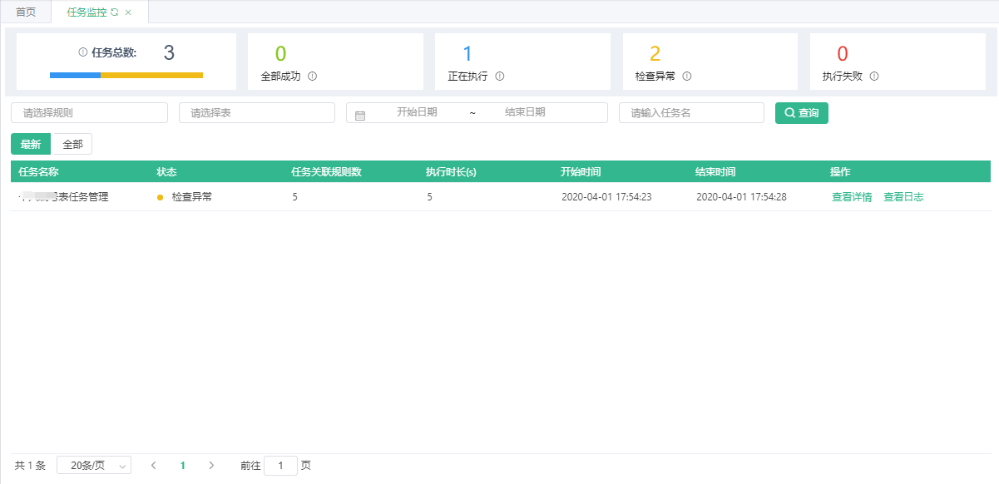 首页 任务监控
任务总数: 3
0
全部成功
1
正在执行
2
检查异常
0
执行失败
请选择规则 请选择表 开始日期 ~ 结束日期 请输入任务名 查询
最新 全部
任务名称 状态 任务关联规则数 执行时长(s) 开始时间 结束时间 操作
表任务管理 检查异常 5 5 2020-04-01 17:54:23 2020-04-01 17:54:28 查看详情 查看日志
共 1 条 20条/页 1 前往 1 页